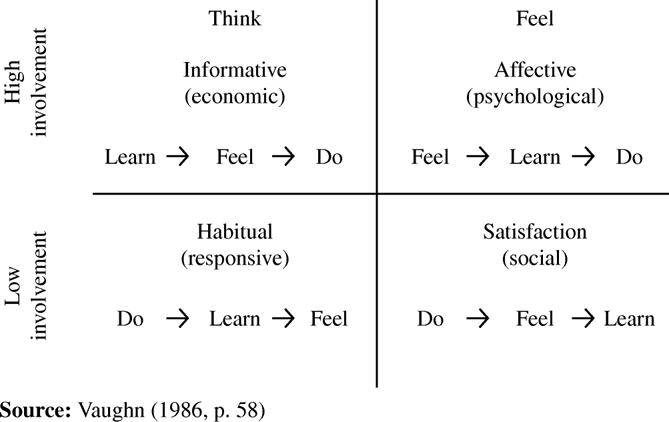 Think Feel
High
involvement
Informative
(economic)
Affective
(psychological)
Learn → Feel → Do
Feel → Learn → Do
Low
involvement
Habitual
(responsive)
Satisfaction
(social)
Do → Learn → Feel
Do → Feel → Learn
Source: Vaughn (1986, p. 58)